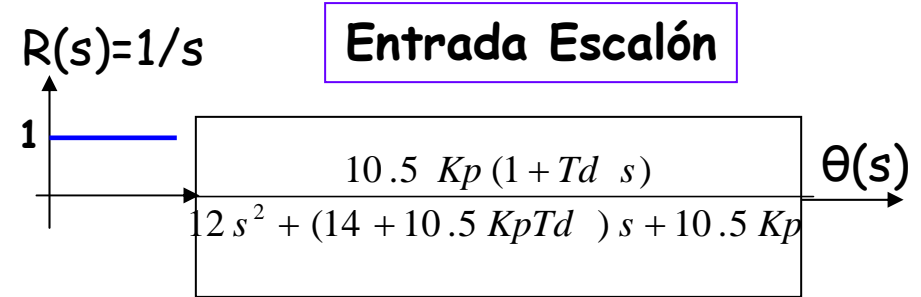 Entrada Escalón
R(s)=1/s
1
10.5 Kp (1 + Td s)
12 s² + (14 + 10.5 KpTd ) s + 10.5 Kp
θ(s)